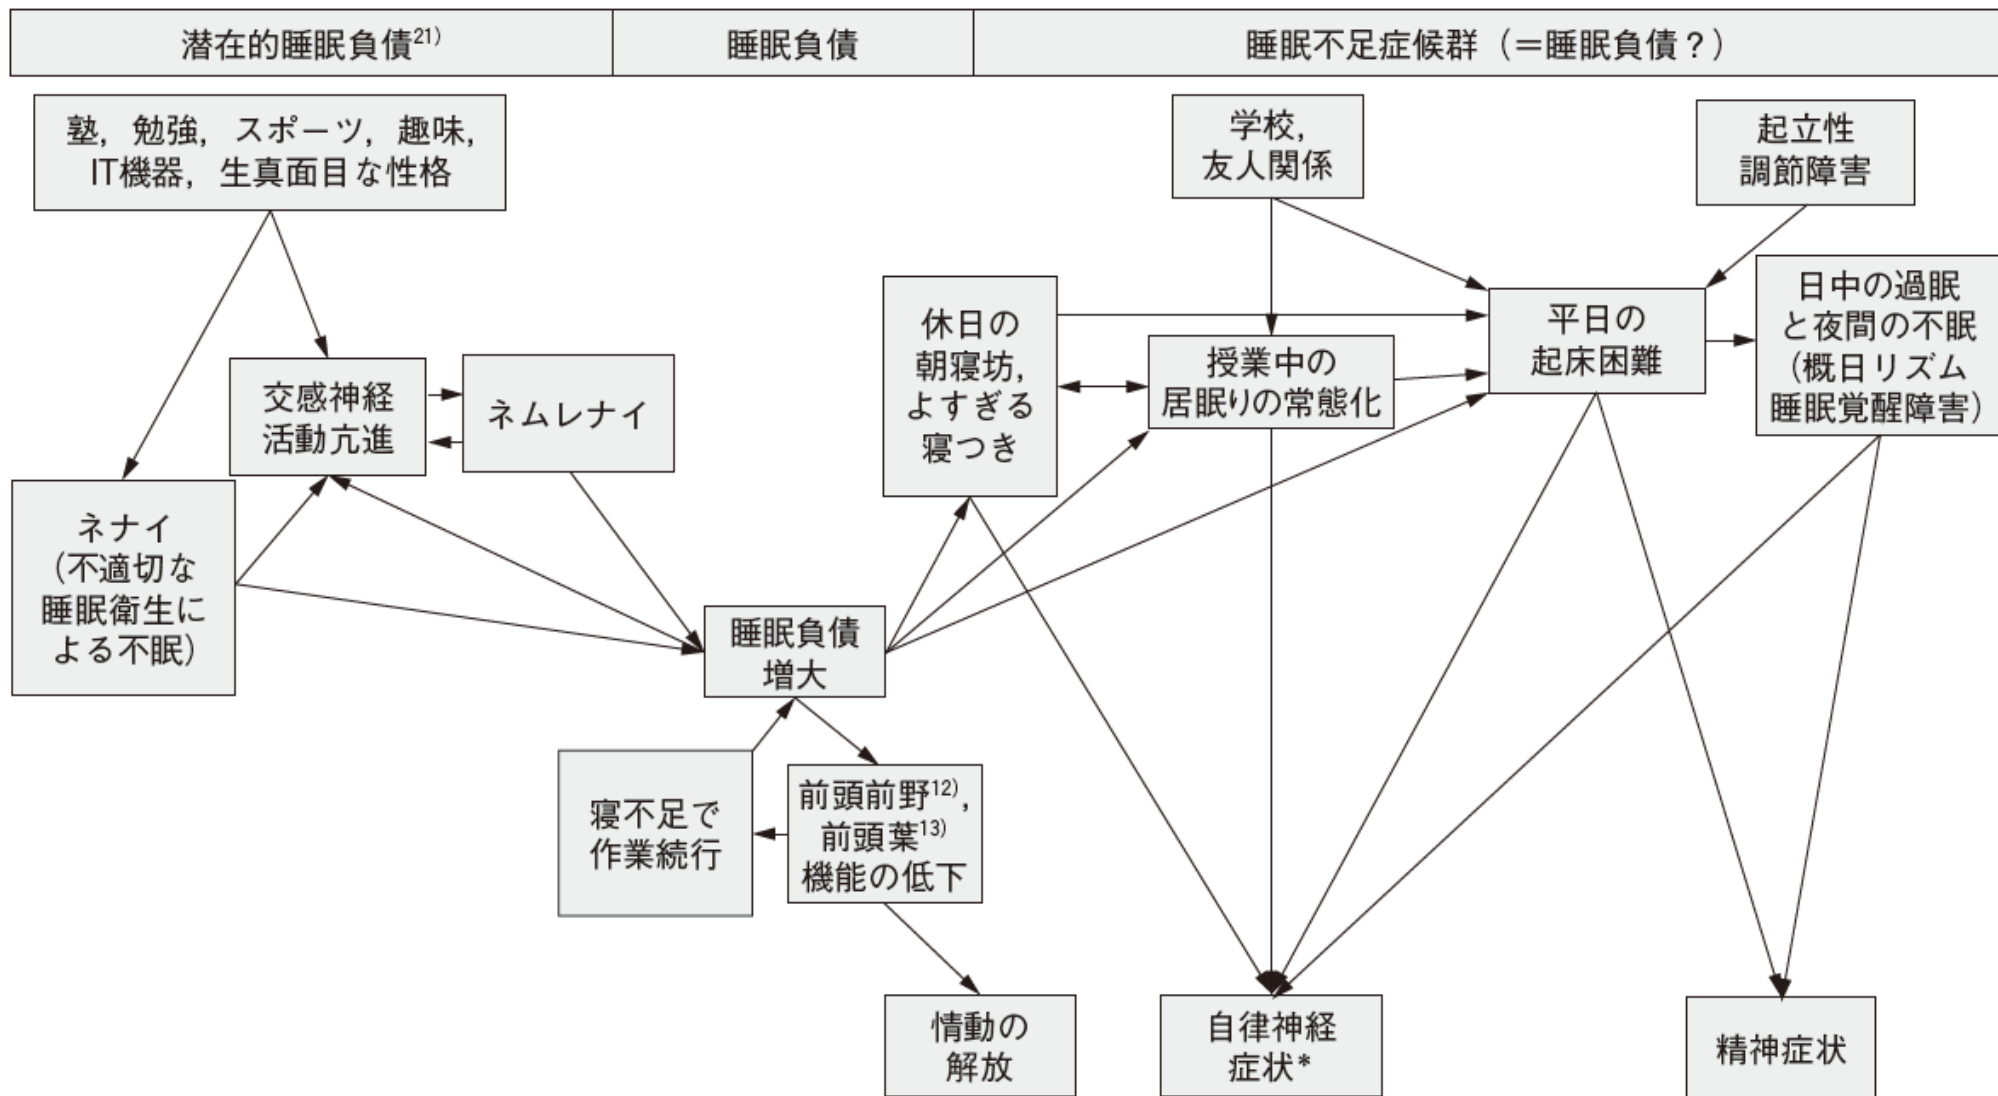 潜在的睡眠負債21)
睡眠負債
睡眠不足症候群（＝睡眠負債？）
塾，勉強，スポーツ，趣味，
IT機器，生真面目な性格
学校，
友人関係
起立性
調節障害
交感神経
活動亢進
ネムレナイ
休日の
朝寝坊，
よすぎる
寝つき
授業中の
居眠りの常態化
平日の
起床困難
日中の過眠
と夜間の不眠
（概日リズム
睡眠覚醒障害）
ネナイ
（不適切な
睡眠衛生に
よる不眠）
睡眠負債
増大
寝不足で
作業続行
前頭前野12)，
前頭葉13)
機能の低下
情動の
解放
自律神経
症状*
精神症状